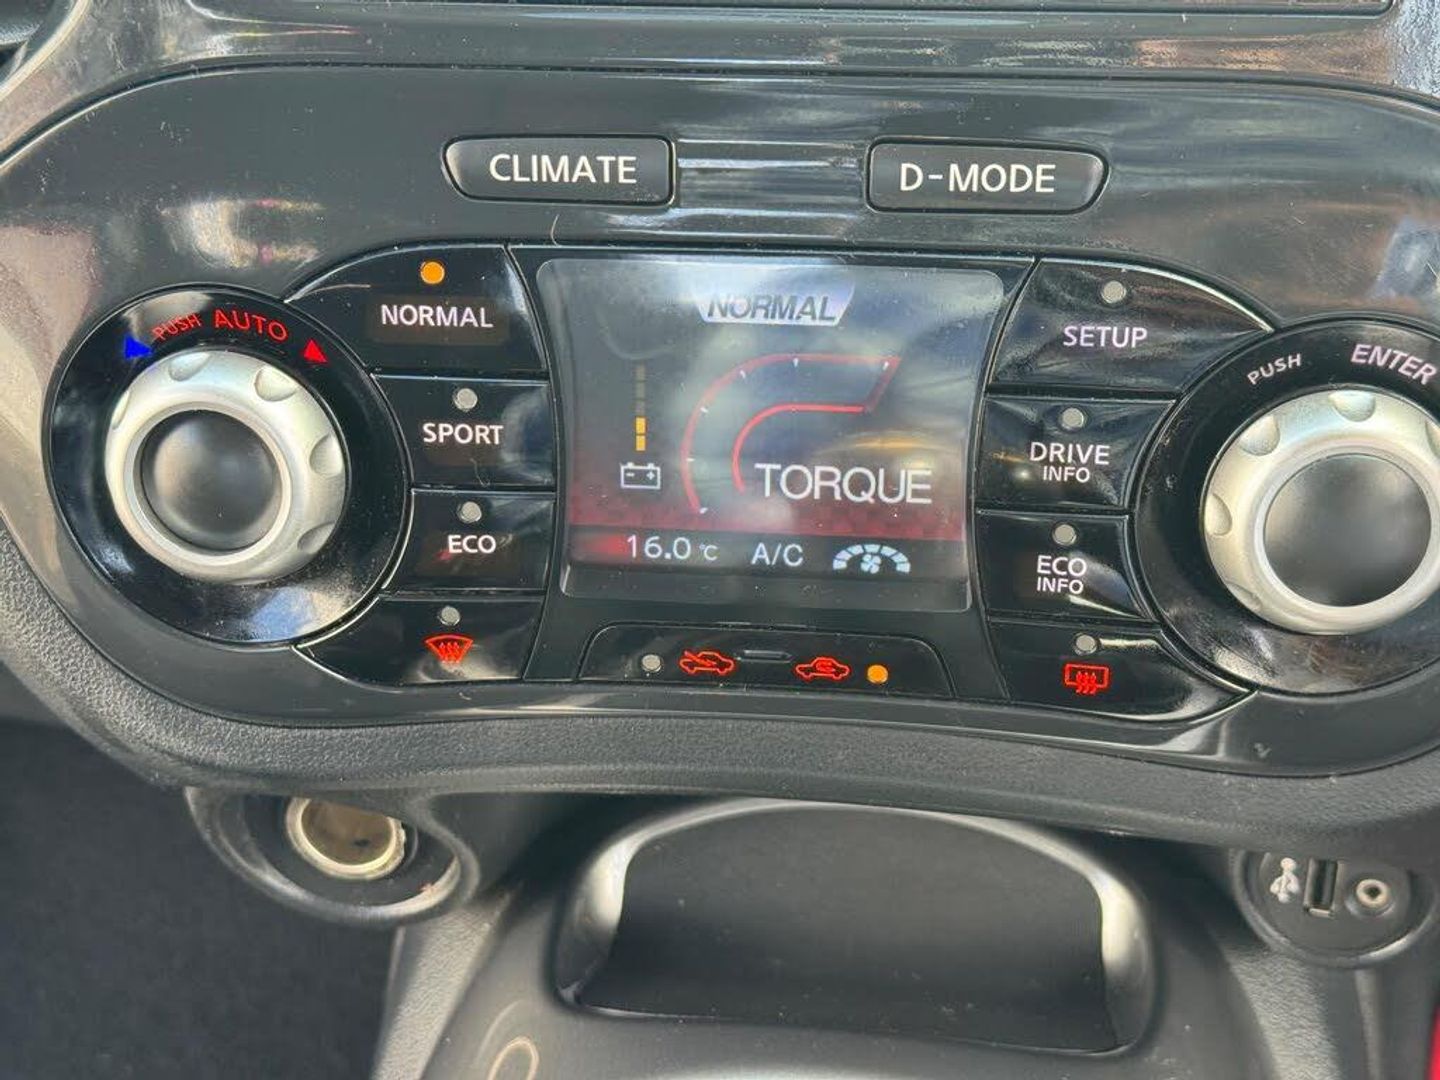 CLIMATE
D-MODE
PUSH AUTO
NORMAL
SPORT
ECO
NORMAL
TORQUE
16.0 °C A/C
SETUP
DRIVE
INFO
ECO
INFO
PUSH ENTER